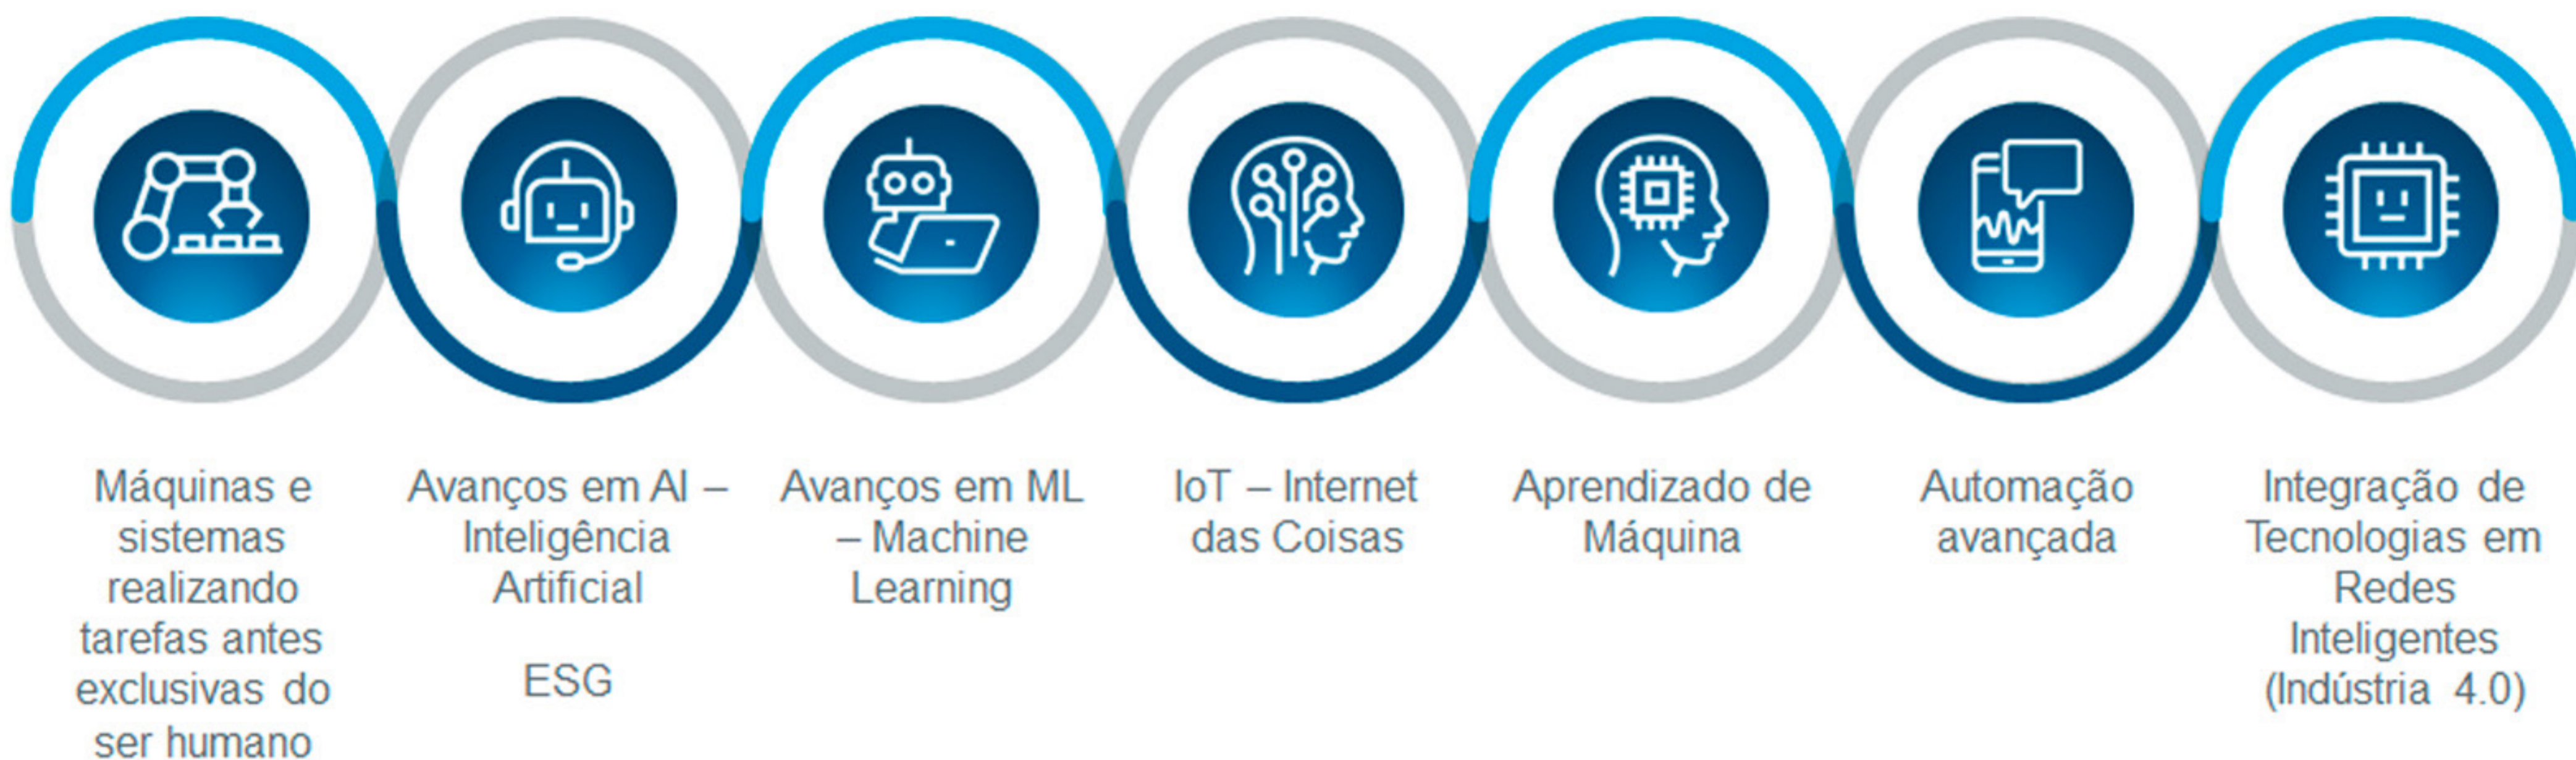 Máquinas e
sistemas
realizando
tarefas antes
exclusivas do
ser humano
Avanços em AI –
Inteligência
Artificial
ESG
Avanços em ML
– Machine
Learning
IoT – Internet
das Coisas
Aprendizado de
Máquina
Automação
avançada
Integração de
Tecnologias em
Redes
Inteligentes
(Indústria 4.0)